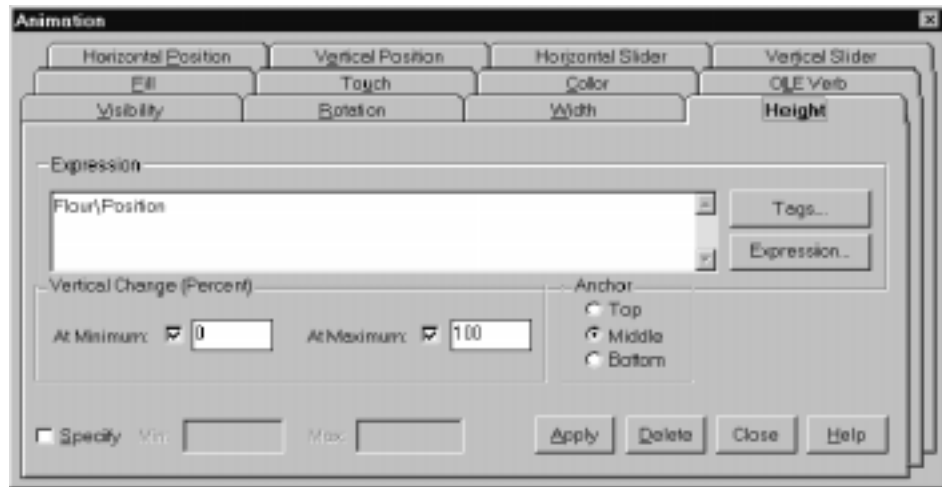 Animation
Horizontal Position Vertical Position Horizontal Slider Vertical Slider
Fill Touch Color OLE Verb
Visibility Rotation Width Height
Expression
Flour\Position
Tags...
Expression...
Vertical Change (Percent)
Anchor
At Minimum: 0 At Maximum: 100
Top
Middle
Bottom
Specify Min: Max: Apply Delete Close Help